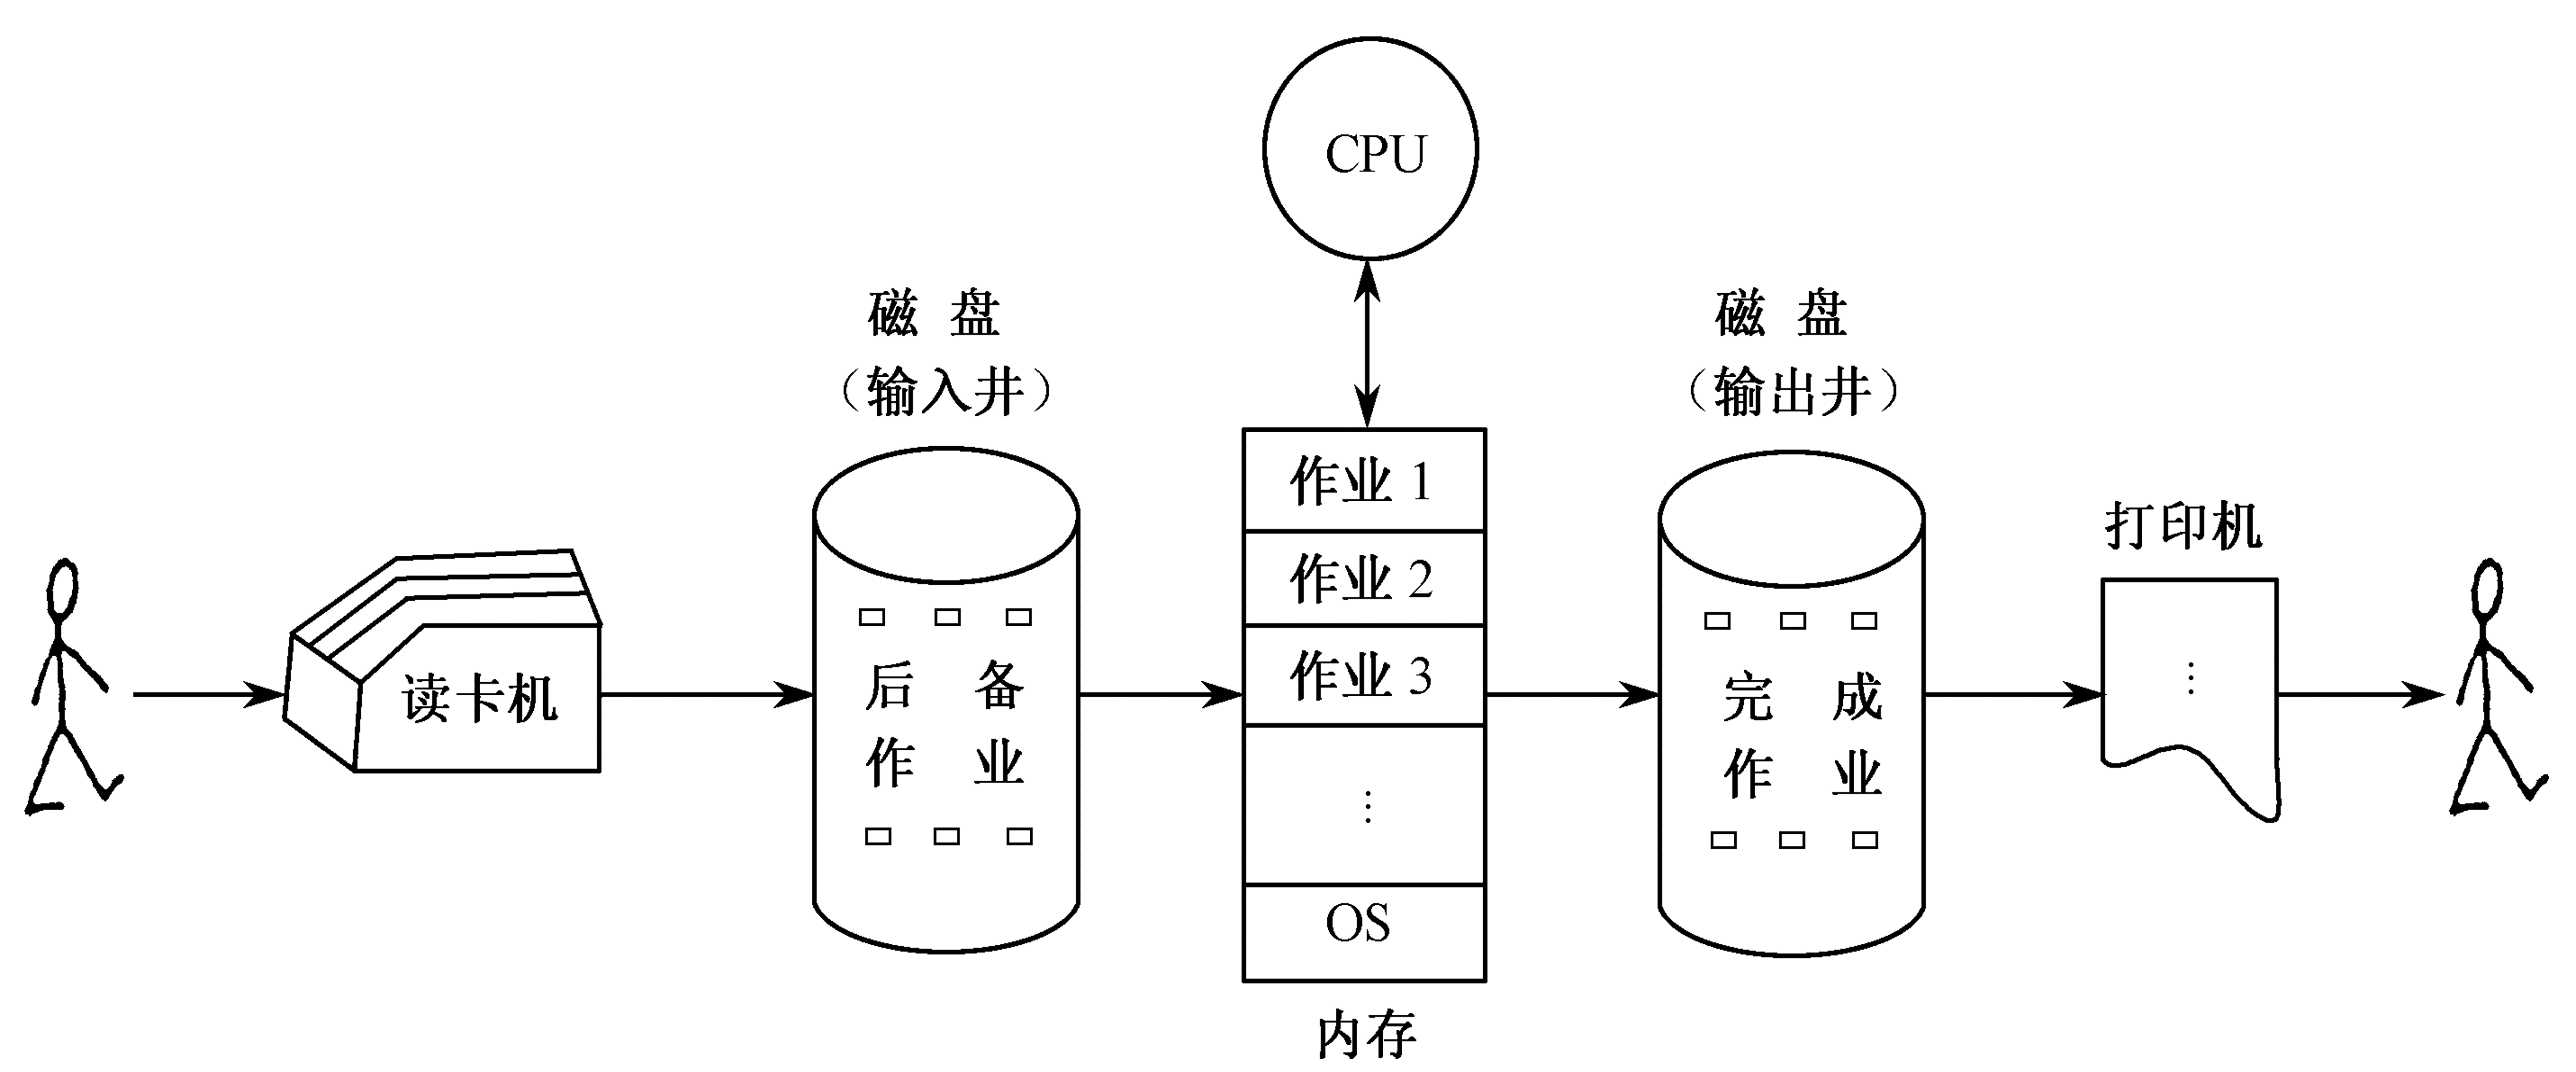 CPU
磁 盘
（输入井）
磁 盘
（输出井）
读卡机
后 备
作 业
作业 1
作业 2
作业 3
⋮
OS
内存
完 成
作 业
打印机
⋮